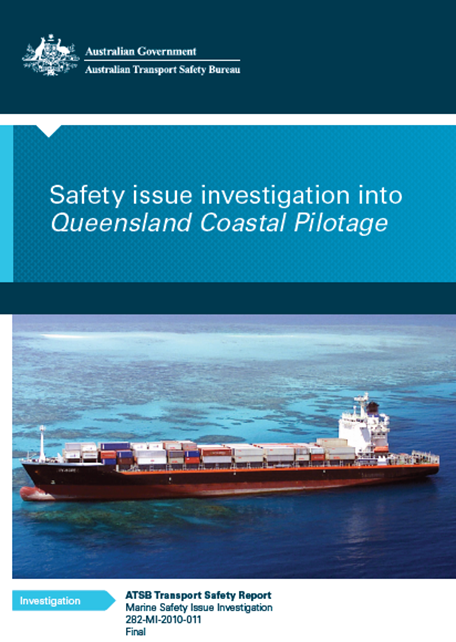 Australian Government
Australian Transport Safety Bureau
Safety issue investigation into
Queensland Coastal Pilotage
Investigation
ATSB Transport Safety Report
Marine Safety Issue Investigation
282-MI-2010-011
Final